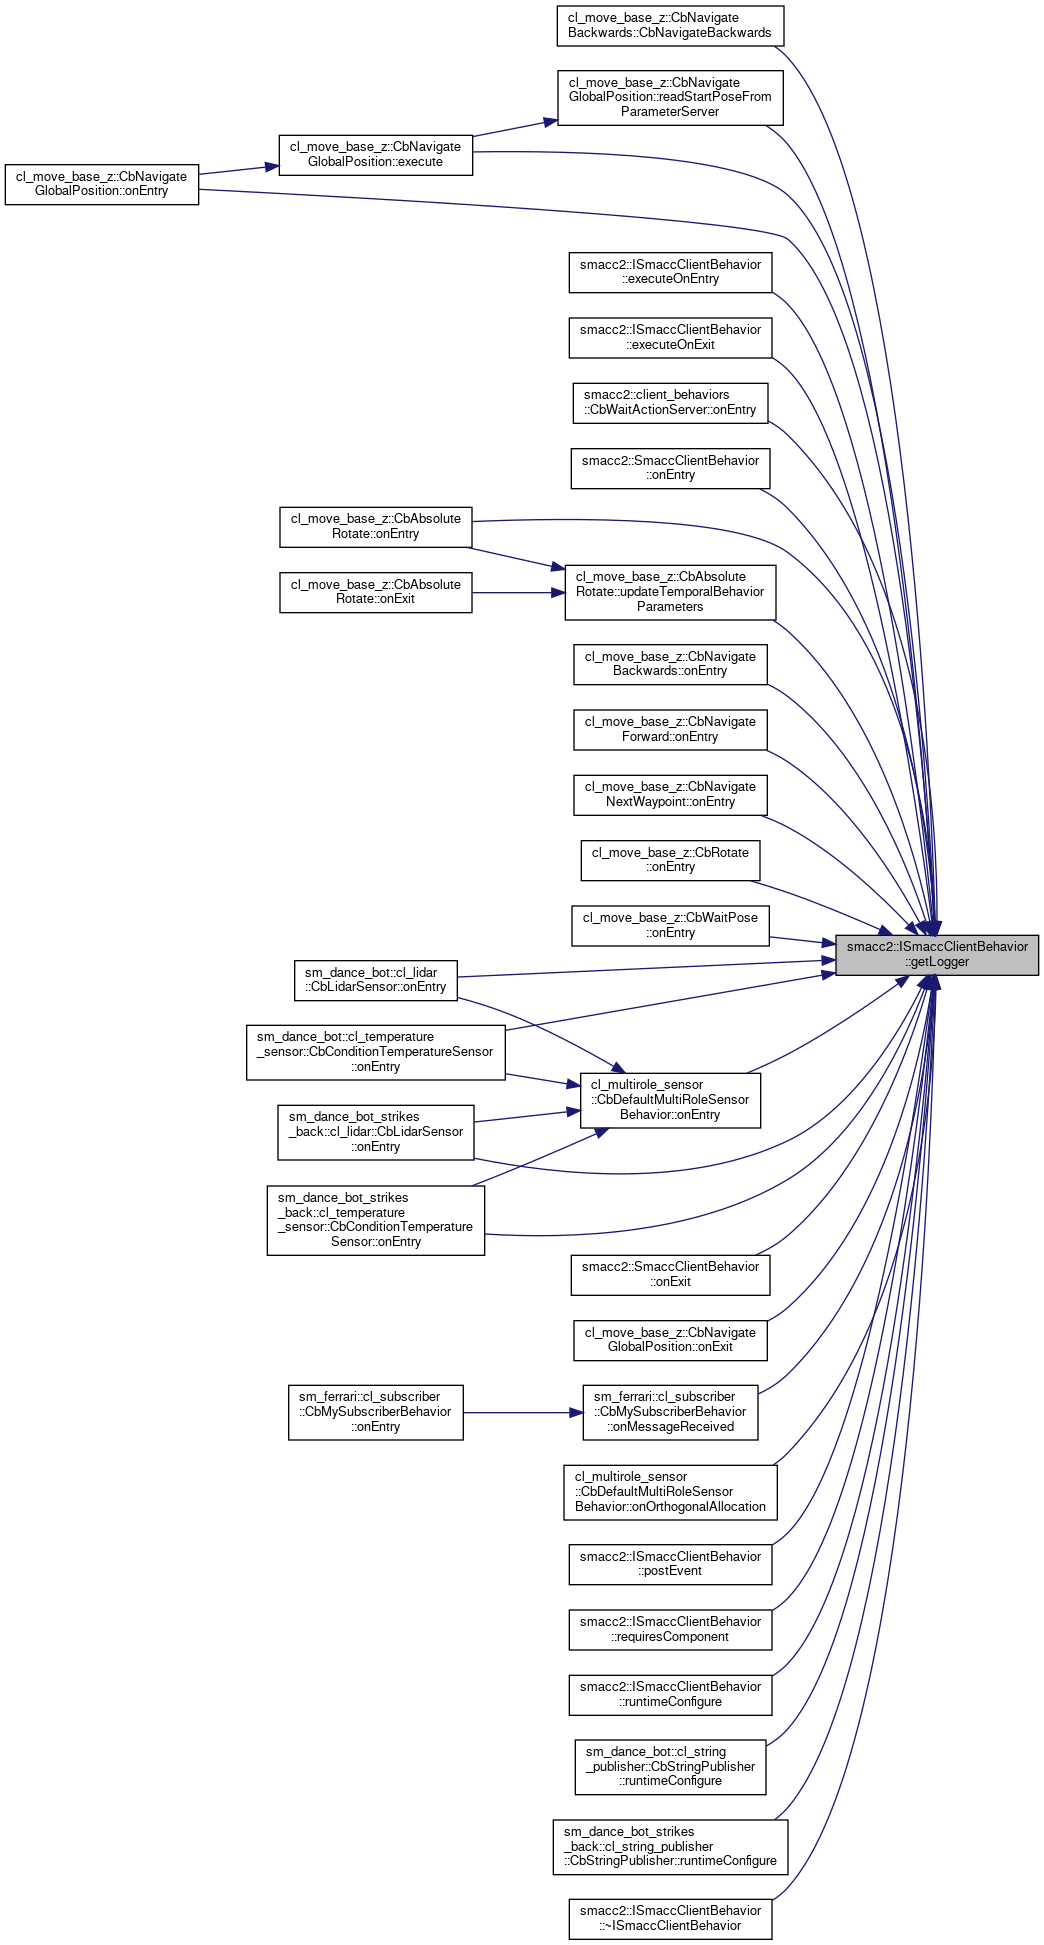 cl_move_base_z::CbNavigate
Backwards::CbNavigateBackwards
cl_move_base_z::CbNavigate
GlobalPosition::readStartPoseFrom
ParameterServer
cl_move_base_z::CbNavigate
GlobalPosition::execute
cl_move_base_z::CbNavigate
GlobalPosition::onEntry
smacc2::ISmaccClientBehavior
::executeOnEntry
smacc2::ISmaccClientBehavior
::executeOnExit
smacc2::client_behaviors
::CbWaitActionServer::onEntry
smacc2::SmaccClientBehavior
::onEntry
cl_move_base_z::CbAbsolute
Rotate::onEntry
cl_move_base_z::CbAbsolute
Rotate::updateTemporalBehavior
Parameters
cl_move_base_z::CbAbsolute
Rotate::onExit
cl_move_base_z::CbNavigate
Backwards::onEntry
cl_move_base_z::CbNavigate
Forward::onEntry
cl_move_base_z::CbNavigate
NextWaypoint::onEntry
cl_move_base_z::CbRotate
::onEntry
cl_move_base_z::CbWaitPose
::onEntry
smacc2::ISmaccClientBehavior
::getLogger
sm_dance_bot::cl_lidar
::CbLidarSensor::onEntry
sm_dance_bot::cl_temperature
_sensor::CbConditionTemperatureSensor
::onEntry
cl_multirole_sensor
::CbDefaultMultiRoleSensor
Behavior::onEntry
sm_dance_bot_strikes
_back::cl_lidar::CbLidarSensor
::onEntry
sm_dance_bot_strikes
_back::cl_temperature
_sensor::CbConditionTemperature
Sensor::onEntry
smacc2::SmaccClientBehavior
::onExit
cl_move_base_z::CbNavigate
GlobalPosition::onExit
sm_ferrari::cl_subscriber
::CbMySubscriberBehavior
::onEntry
sm_ferrari::cl_subscriber
::CbMySubscriberBehavior
::onMessageReceived
cl_multirole_sensor
::CbDefaultMultiRoleSensor
Behavior::onOrthogonalAllocation
smacc2::ISmaccClientBehavior
::postEvent
smacc2::ISmaccClientBehavior
::requiresComponent
smacc2::ISmaccClientBehavior
::runtimeConfigure
sm_dance_bot::cl_string
_publisher::CbStringPublisher
::runtimeConfigure
sm_dance_bot_strikes
_back::cl_string_publisher
::CbStringPublisher::runtimeConfigure
smacc2::ISmaccClientBehavior
::~ISmaccClientBehavior